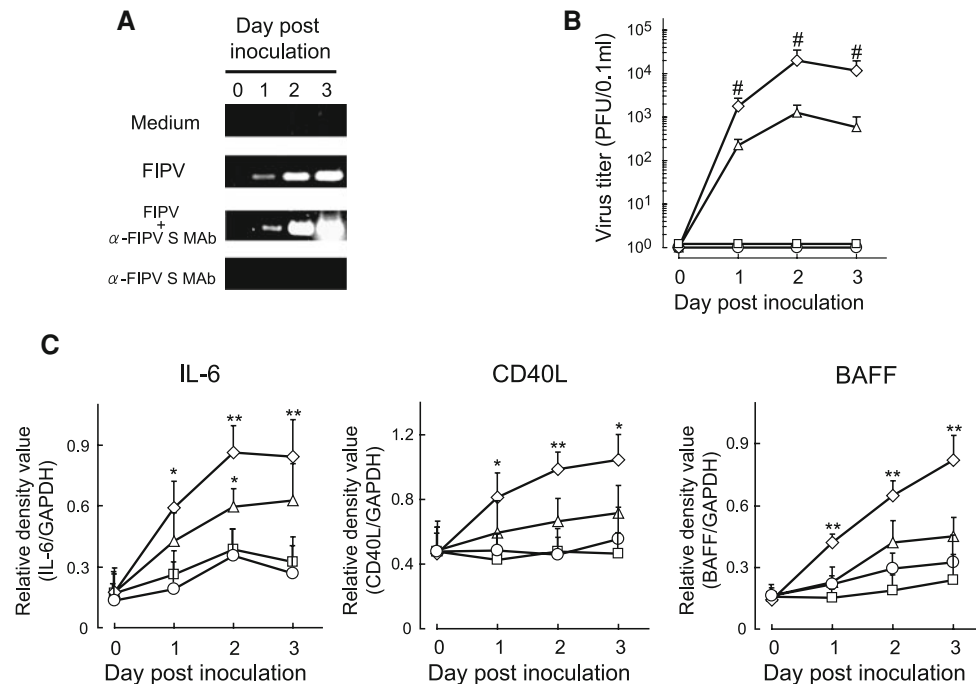 A
Day post
inoculation
0 1 2 3
Medium
FIPV
FIPV
+
α-FIPV S MAb
α-FIPV S MAb
B
Virus titer (PFU/0.1ml)
10⁵
10⁴
10³
10²
10¹
10⁰
# # #
0 1 2 3
Day post inoculation
C
IL-6
Relative density value
(IL-6/GAPDH)
0.9
0.6
0.3
0
* ** **
*
0 1 2 3
Day post inoculation
CD40L
Relative density value
(CD40L/GAPDH)
1.2
0.8
0.4
0
* ** *
0 1 2 3
Day post inoculation
BAFF
Relative density value
(BAFF/GAPDH)
0.9
0.6
0.3
0
** ** **
0 1 2 3
Day post inoculation